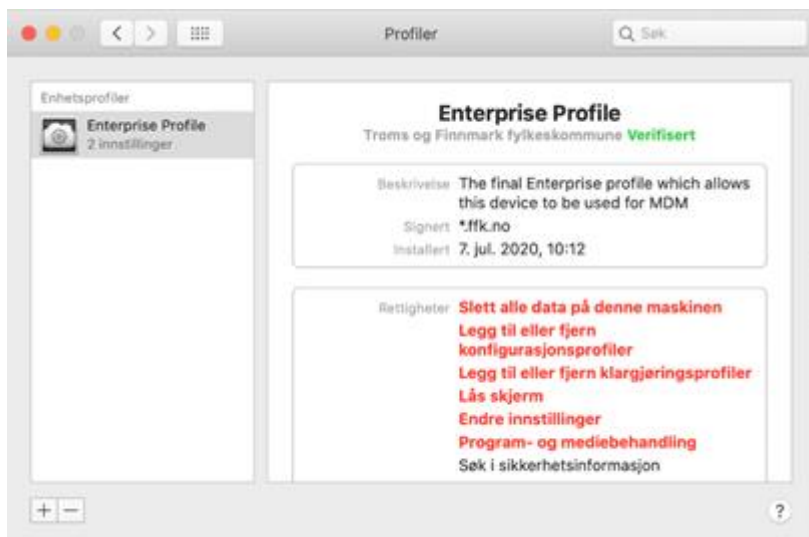 Profiler
Søk
Enhetsprofiler
Enterprise Profile
2 innstillinger
Enterprise Profile
Troms og Finnmark fylkeskommune Verifisert
Beskrivelse The final Enterprise profile which allows
this device to be used for MDM
Signert *.ffk.no
Installert 7. jul. 2020, 10:12
Rettigheter Slett alle data på denne maskinen
Legg til eller fjern
konfigurasjonsprofiler
Legg til eller fjern klargjøringsprofiler
Lås skjerm
Endre innstillinger
Program- og mediebehandling
Søk i sikkerhetsinformasjon
+ − ?